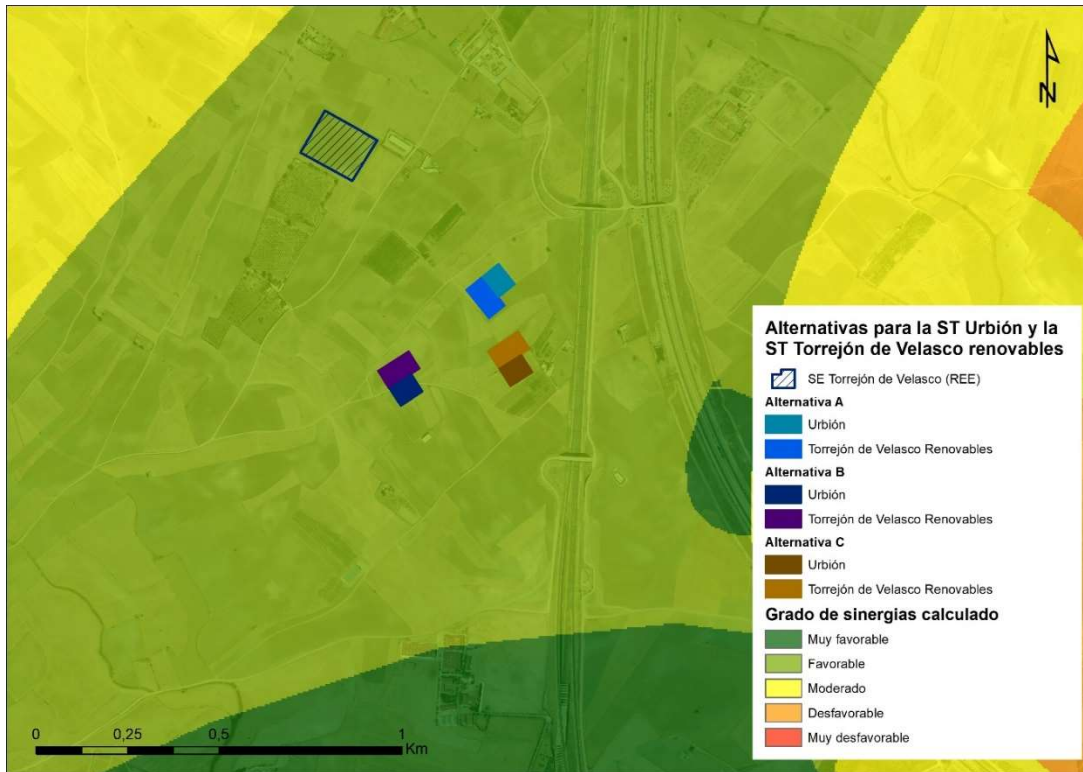 N
Alternativas para la ST Urbión y la
ST Torrejón de Velasco renovables
SE Torrejón de Velasco (REE)
Alternativa A
Urbión
Torrejón de Velasco Renovables
Alternativa B
Urbión
Torrejón de Velasco Renovables
Alternativa C
Urbión
Torrejón de Velasco Renovables
Grado de sinergias calculado
Muy favorable
Favorable
Moderado
Desfavorable
Muy desfavorable
0 0,25 0,5 1
Km